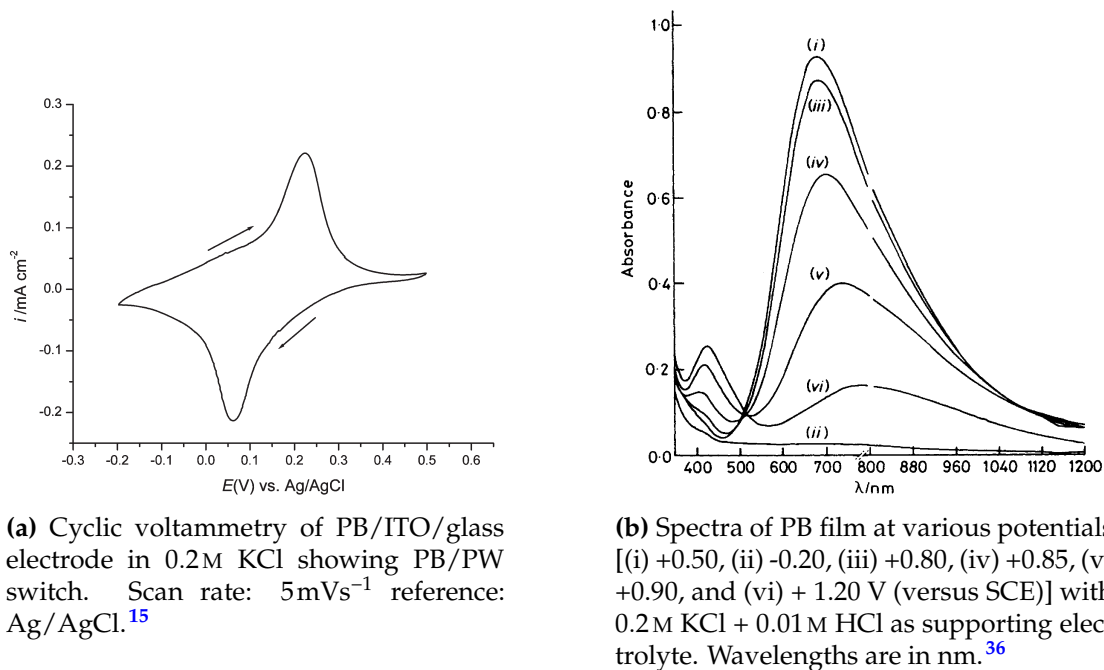 0.3
0.2
0.1
0.0
-0.1
-0.2
i /mA cm⁻²
-0.3 -0.2 -0.1 0.0 0.1 0.2 0.3 0.4 0.5 0.6
E(V) vs. Ag/AgCl
(a) Cyclic voltammetry of PB/ITO/glass
electrode in 0.2M KCl showing PB/PW
switch. Scan rate: 5mVs⁻¹ reference:
Ag/AgCl.15
1·0
0·8
0·6
0·4
0·2
0·0
Absorbance
(i)
(iii)
(iv)
(v)
(vi)
(ii)
400 500 600 700 800 880 960 1040 1120 1200
λ/nm
(b) Spectra of PB film at various potentials
[(i) +0.50, (ii) -0.20, (iii) +0.80, (iv) +0.85, (v
+0.90, and (vi) + 1.20 V (versus SCE)] with
0.2M KCl + 0.01M HCl as supporting elec
trolyte. Wavelengths are in nm.36